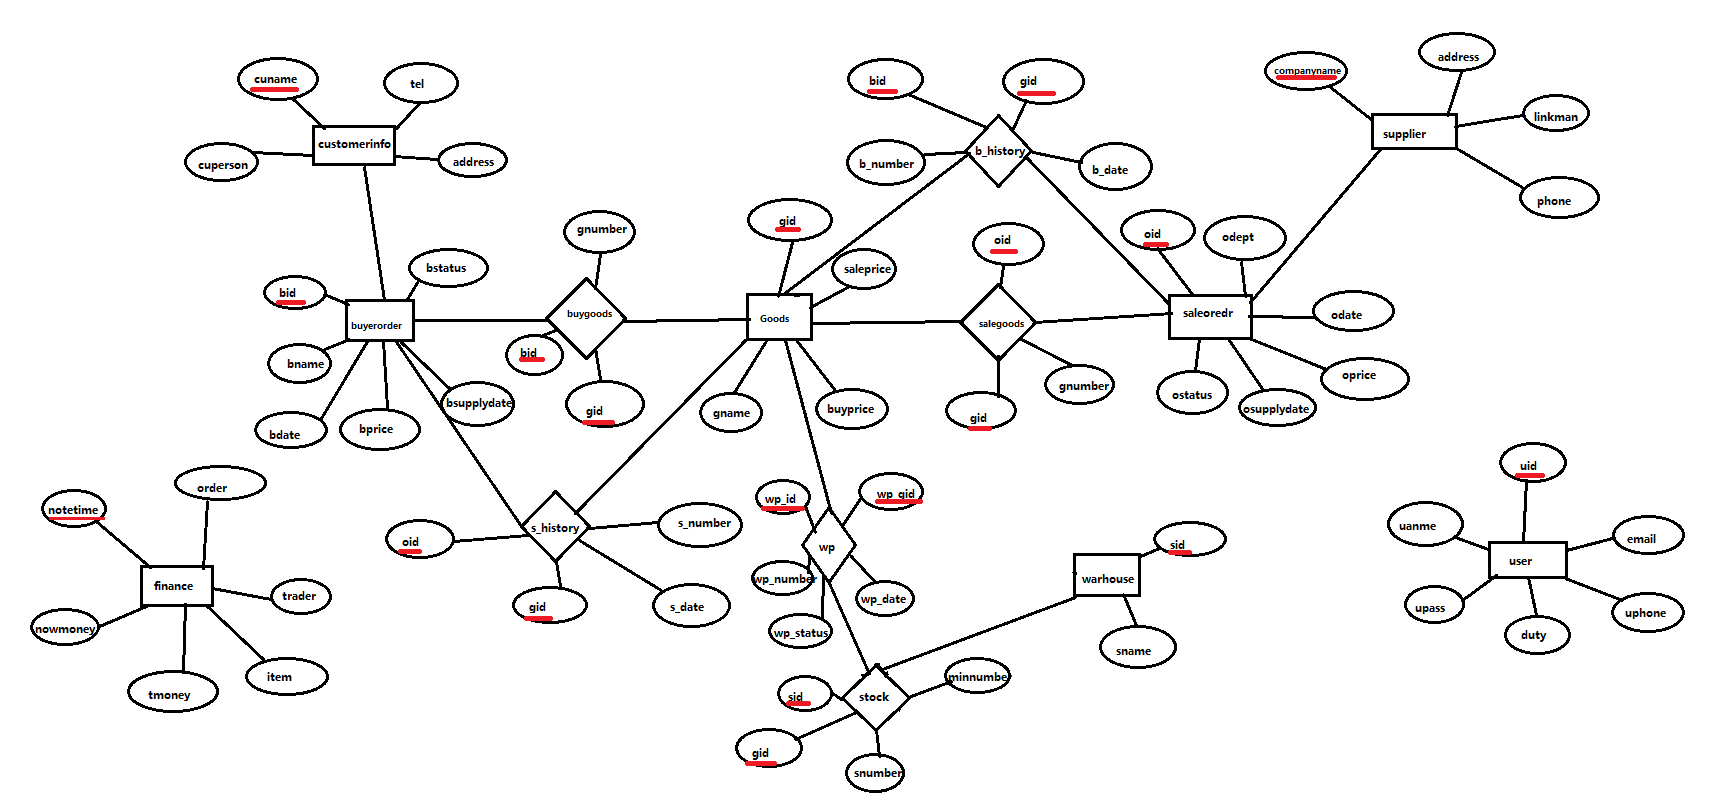 cuname
tel
customerinfo
cuperson
address
bid
gid
b_history
b_number
b_date
companyname
address
supplier
linkman
phone
gnumber
gid
saleprice
oid
oid
odept
bstatus
bid
buyerorder
buygoods
Goods
salegoods
saleoredr
odate
bname
bid
gid
gname
buyprice
gid
gnumber
ostatus
osupplydate
oprice
bdate
bprice
bsupplydate
order
notetime
finance
trader
nowmoney
tmoney
item
oid
s_history
s_number
gid
s_date
wp_id
wp_gid
wp
wp_number
wp_date
wp_status
sid
warhouse
sname
sid
stock
minnumbe
gid
snumber
uid
uanme
email
user
upass
uphone
duty